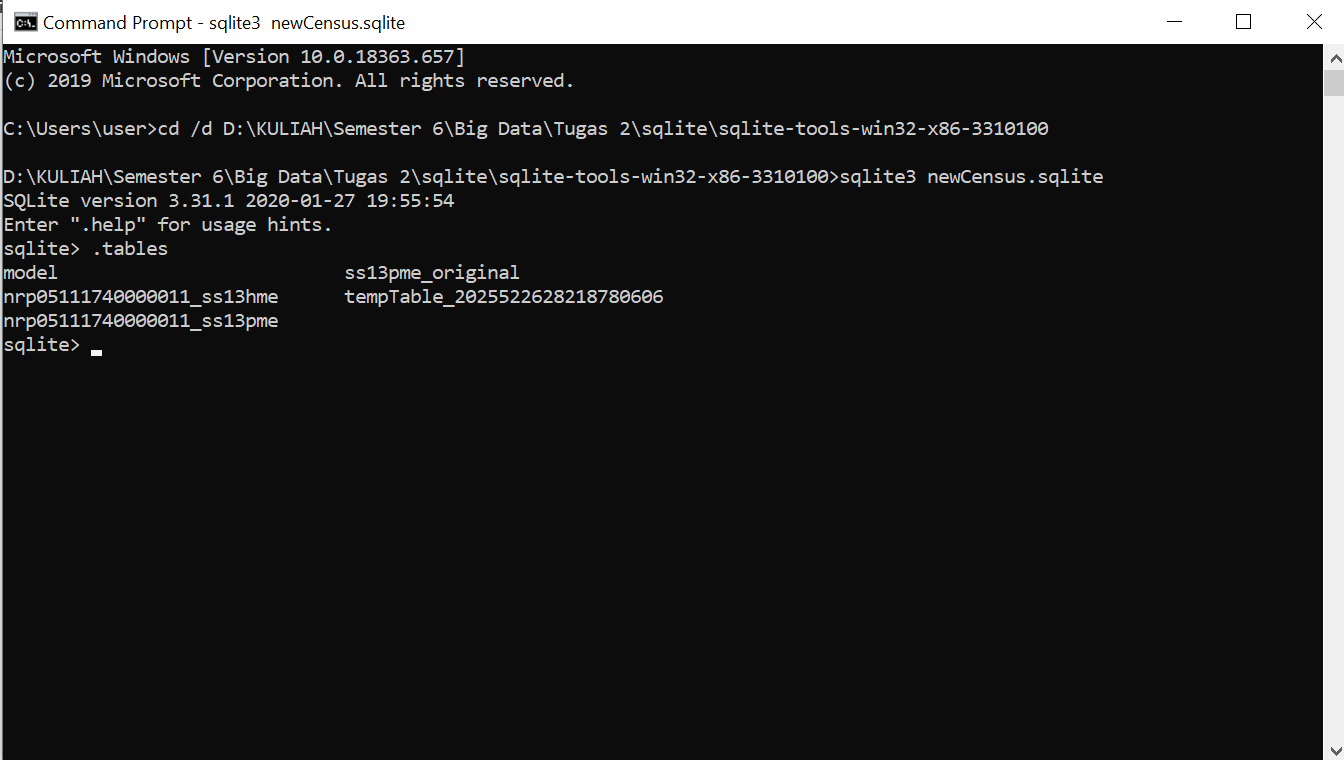 Command Prompt - sqlite3  newCensus.sqlite
Microsoft Windows [Version 10.0.18363.657]
(c) 2019 Microsoft Corporation. All rights reserved.
C:\Users\user>cd /d D:\KULIAH\Semester 6\Big Data\Tugas 2\sqlite\sqlite-tools-win32-x86-3310100
D:\KULIAH\Semester 6\Big Data\Tugas 2\sqlite\sqlite-tools-win32-x86-3310100>sqlite3 newCensus.sqlite
SQLite version 3.31.1 2020-01-27 19:55:54
Enter ".help" for usage hints.
sqlite> .tables
model                          ss13pme_original
nrp05111740000011_ss13hme      tempTable_2025522628218780606
nrp05111740000011_ss13pme
sqlite>